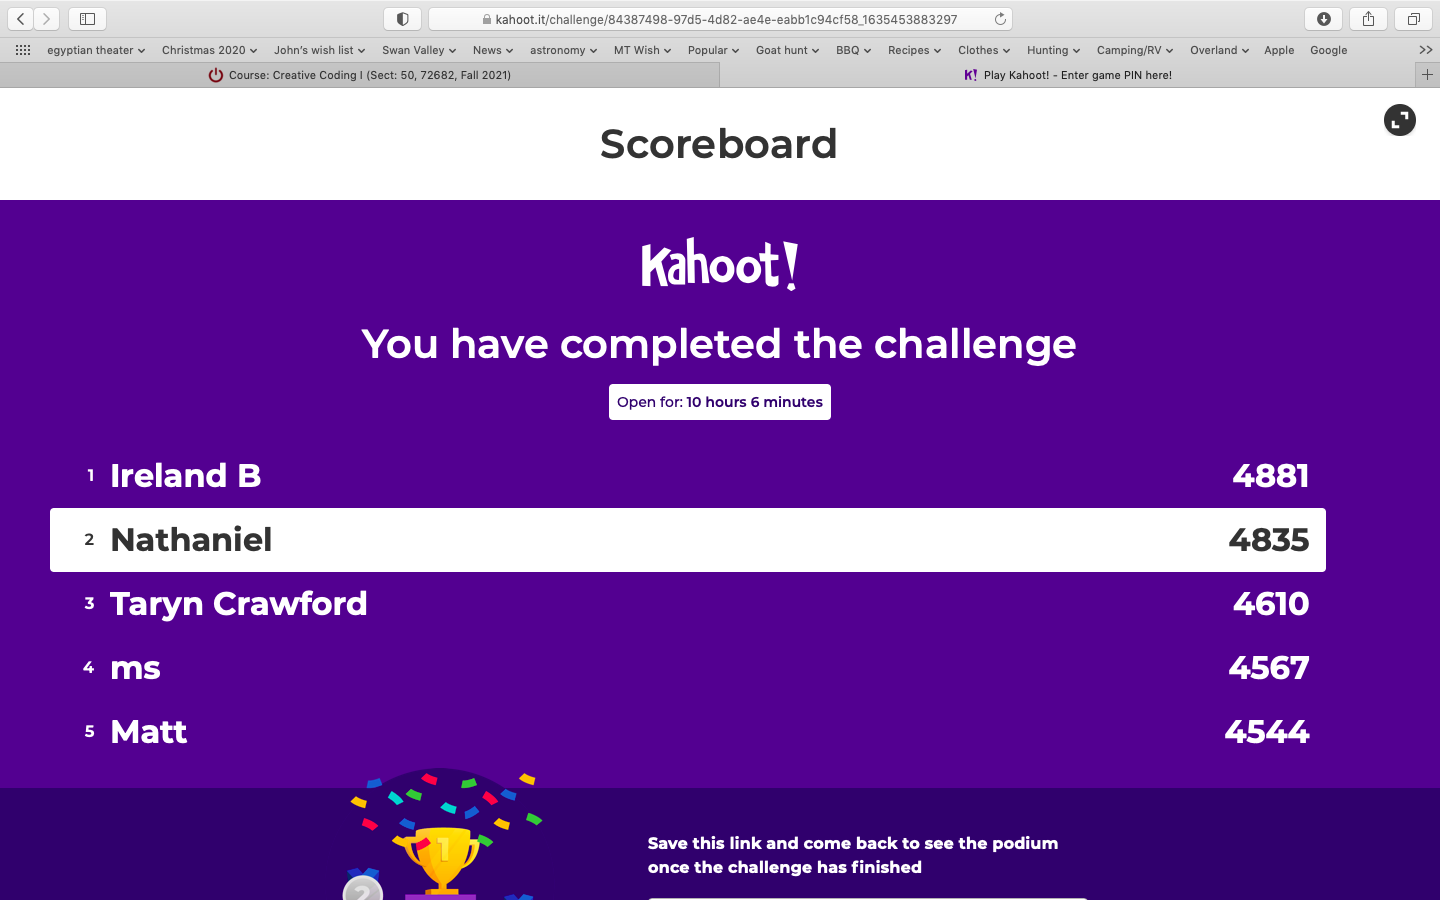 kahoot.it/challenge/84387498-97d5-4d82-ae4e-eabb1c94cf58_1635453883297
egyptian theater Christmas 2020 John's wish list Swan Valley News astronomy MT Wish Popular Goat hunt BBQ Recipes Clothes Hunting Camping/RV Overland Apple Google
Course: Creative Coding I (Sect: 50, 72682, Fall 2021) K! Play Kahoot! - Enter game PIN here!
Scoreboard
Kahoot!
You have completed the challenge
Open for: 10 hours 6 minutes
1 Ireland B 4881
2 Nathaniel 4835
3 Taryn Crawford 4610
4 ms 4567
5 Matt 4544
1
2
Save this link and come back to see the podium
once the challenge has finished